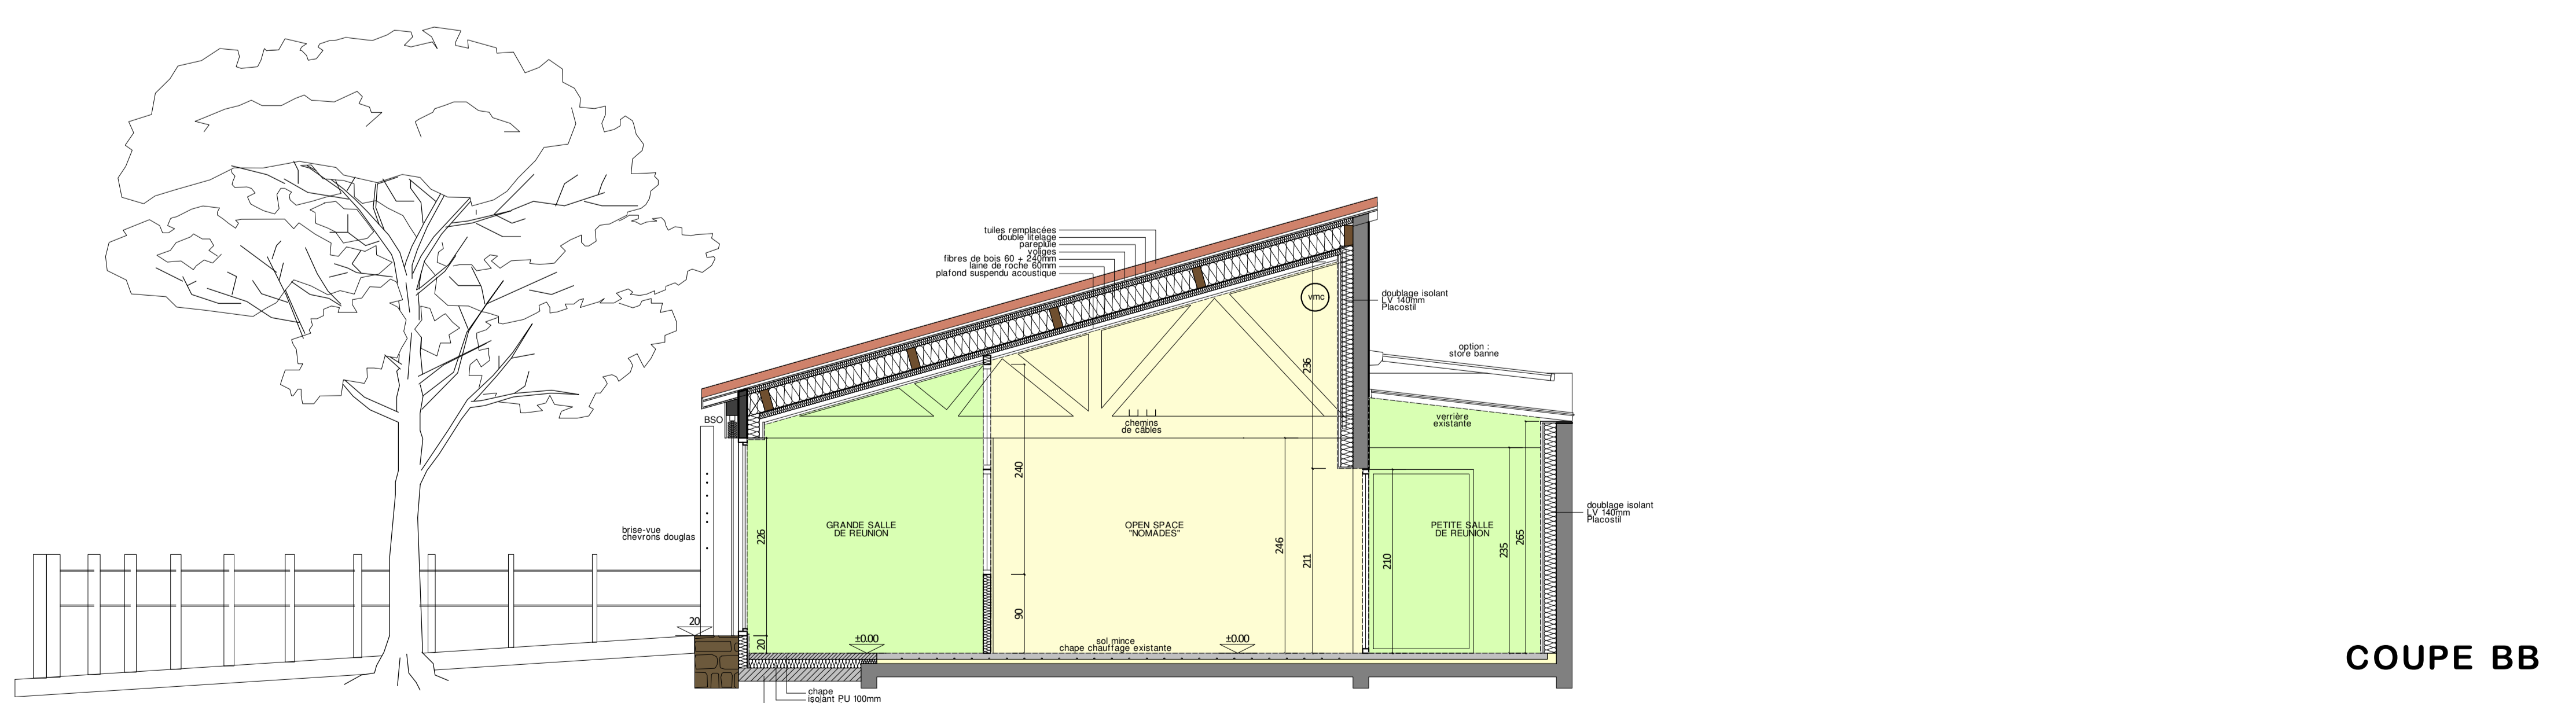 tuiles remplacées
double litelage
parepluie
voliges
fibres de bois 60 + 240mm
laine de roche 60mm
plafond suspendu acoustique
vmc
doublage isolant
LV 140mm
Placostil
option :
store banne
236
BSO
chemins
de câbles
verrière
existante
240
brise-vue
chevrons douglas
226
GRANDE SALLE
DE REUNION
OPEN SPACE
"NOMADES"
246
211
210
PETITE SALLE
DE REUNION
235
265
doublage isolant
LV 140mm
Placostil
90
20
20
±0.00
±0.00
sol mince
chape chauffage existante
chape
isolant PU 100mm
COUPE BB